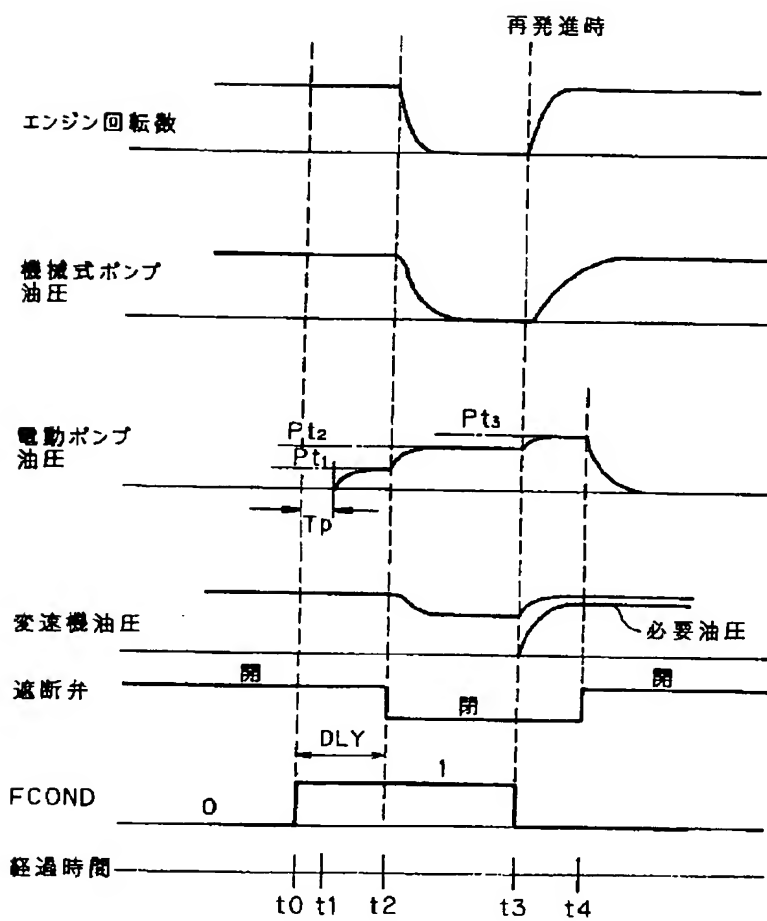 再発進時
エンジン回転数
機械式ポンプ
油圧
電動ポンプ
油圧
Pt3
Pt2
Pt1
Tp
変速機油圧
必要油圧
遮断弁
開
閉
開
DLY
FCOND
0
1
経過時間
t0 t1 t2 t3 t4